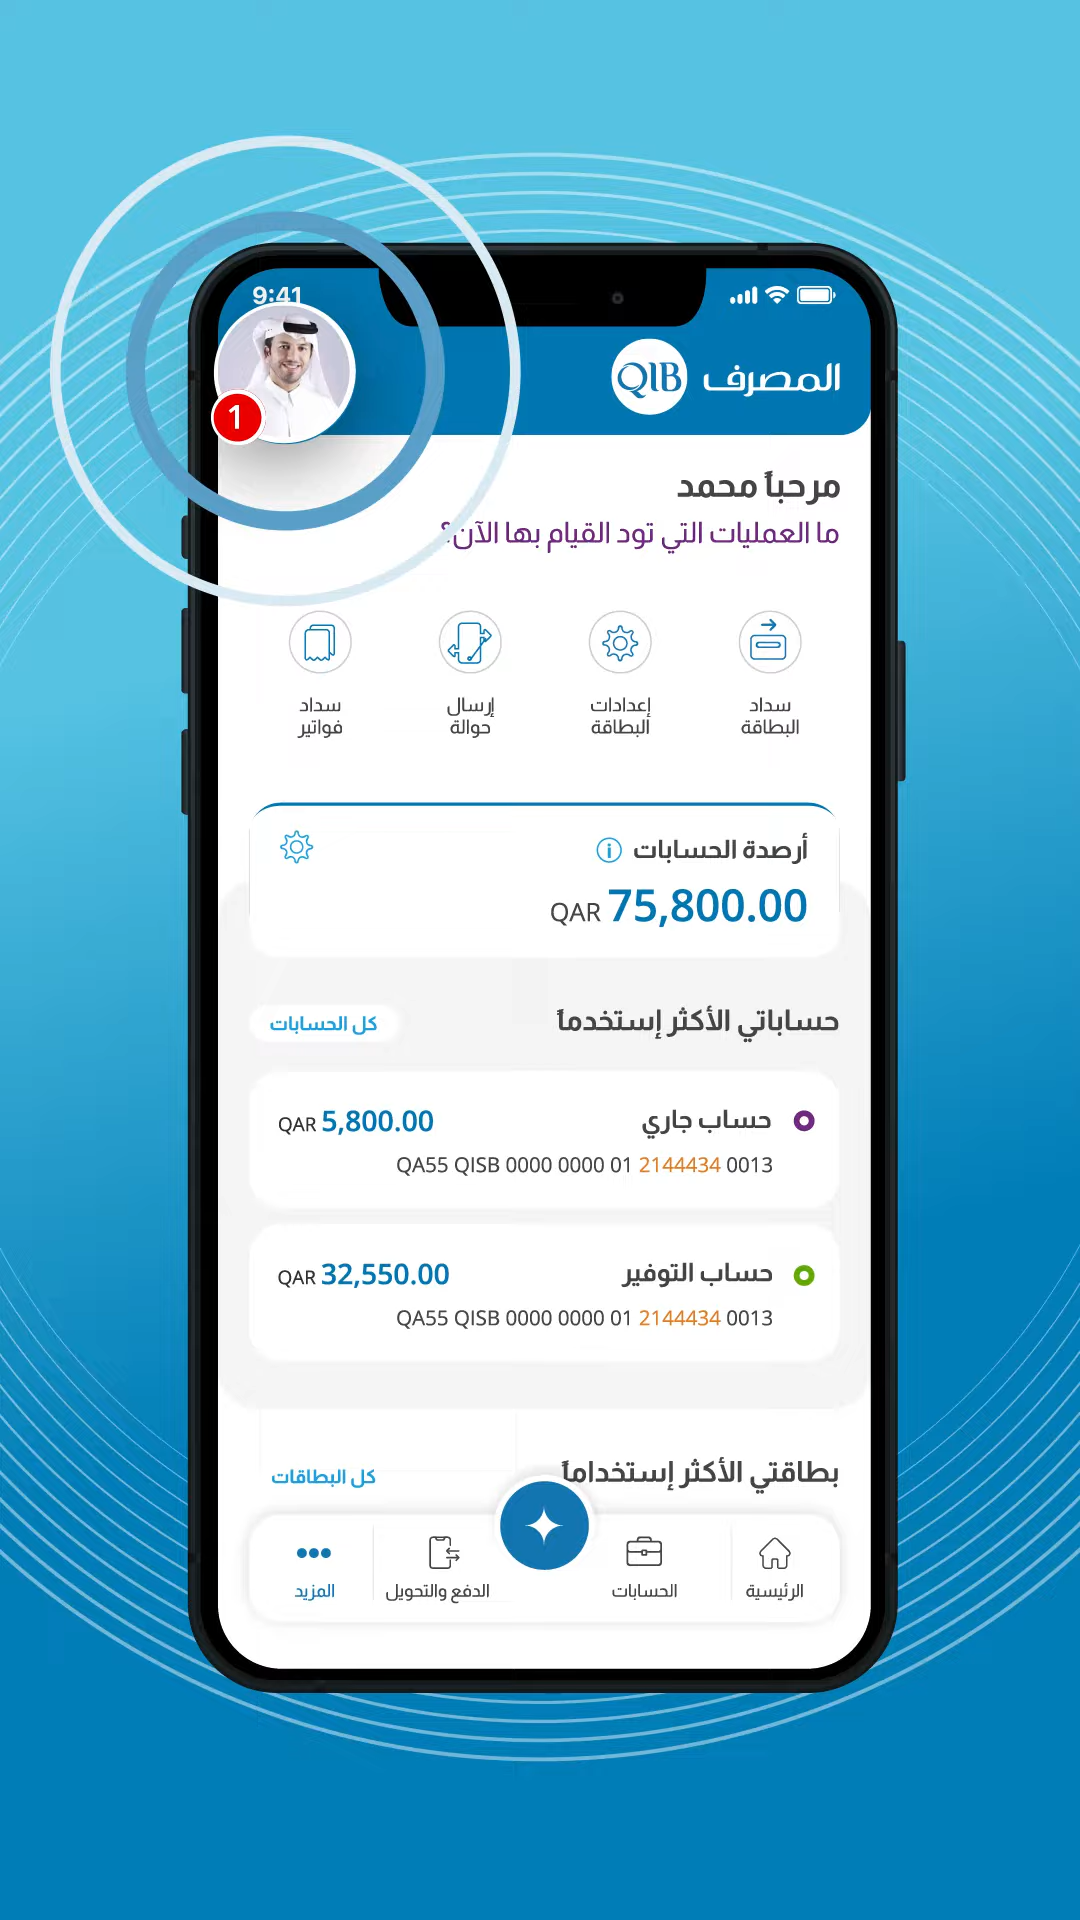 9:41
QIB المصرف
1
مرحباً محمد
ما العمليات التي تود القيام بها الآن؟
سداد البطاقة
إعدادات البطاقة
إرسال حوالة
سداد فواتير
أرصدة الحسابات
QAR 75,800.00
حساباتي الأكثر إستخدماً
كل الحسابات
حساب جاري
QAR 5,800.00
QA55 QISB 0000 0000 01 2144434 0013
حساب التوفير
QAR 32,550.00
QA55 QISB 0000 0000 01 2144434 0013
بطاقتي الأكثر إستخداماً
كل البطاقات
الرئيسية
الحسابات
الدفع والتحويل
المزيد